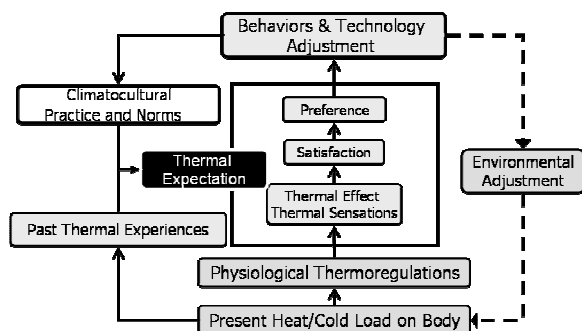 Behaviors & Technology
Adjustment
Climatocultural
Practice and Norms
Preference
Satisfaction
Thermal
Expectation
Environmental
Adjustment
Thermal Effect
Thermal Sensations
Past Thermal Experiences
Physiological Thermoregulations
Present Heat/Cold Load on Body